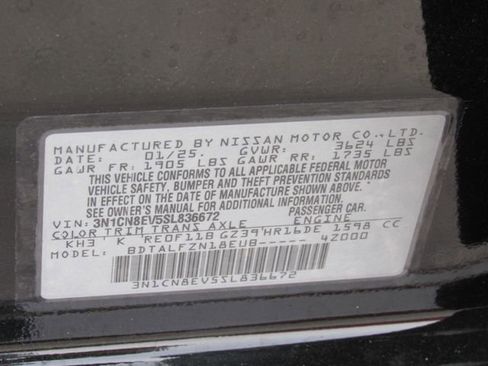 MANUFACTURED BY NISSAN MOTOR CO., LTD.
DATE: 01/25. GVWR: 3624 LBS
GAWR FR: 1905 LBS GAWR RR: 1735 LBS
THIS VEHICLE CONFORMS TO ALL APPLICABLE FEDERAL MOTOR
VEHICLE SAFETY, BUMPER AND THEFT PREVENTION STANDARDS
IN EFFECT ON THE DATE OF MANUFACTURE SHOWN ABOVE.
PASSENGER CAR
SEE OWNER'S MANUAL FOR ADDITIONAL INFORMATION.
VIN: 3N1CN8EV5SL836672
COLOR TRIM TRANS AXLE ENGINE
KH3 K RE0F11B GZ39 HR16DE 1598 CC
MODEL: BDTALFZN18EUB----- 4Z000
3N1CN8EV5SL836672